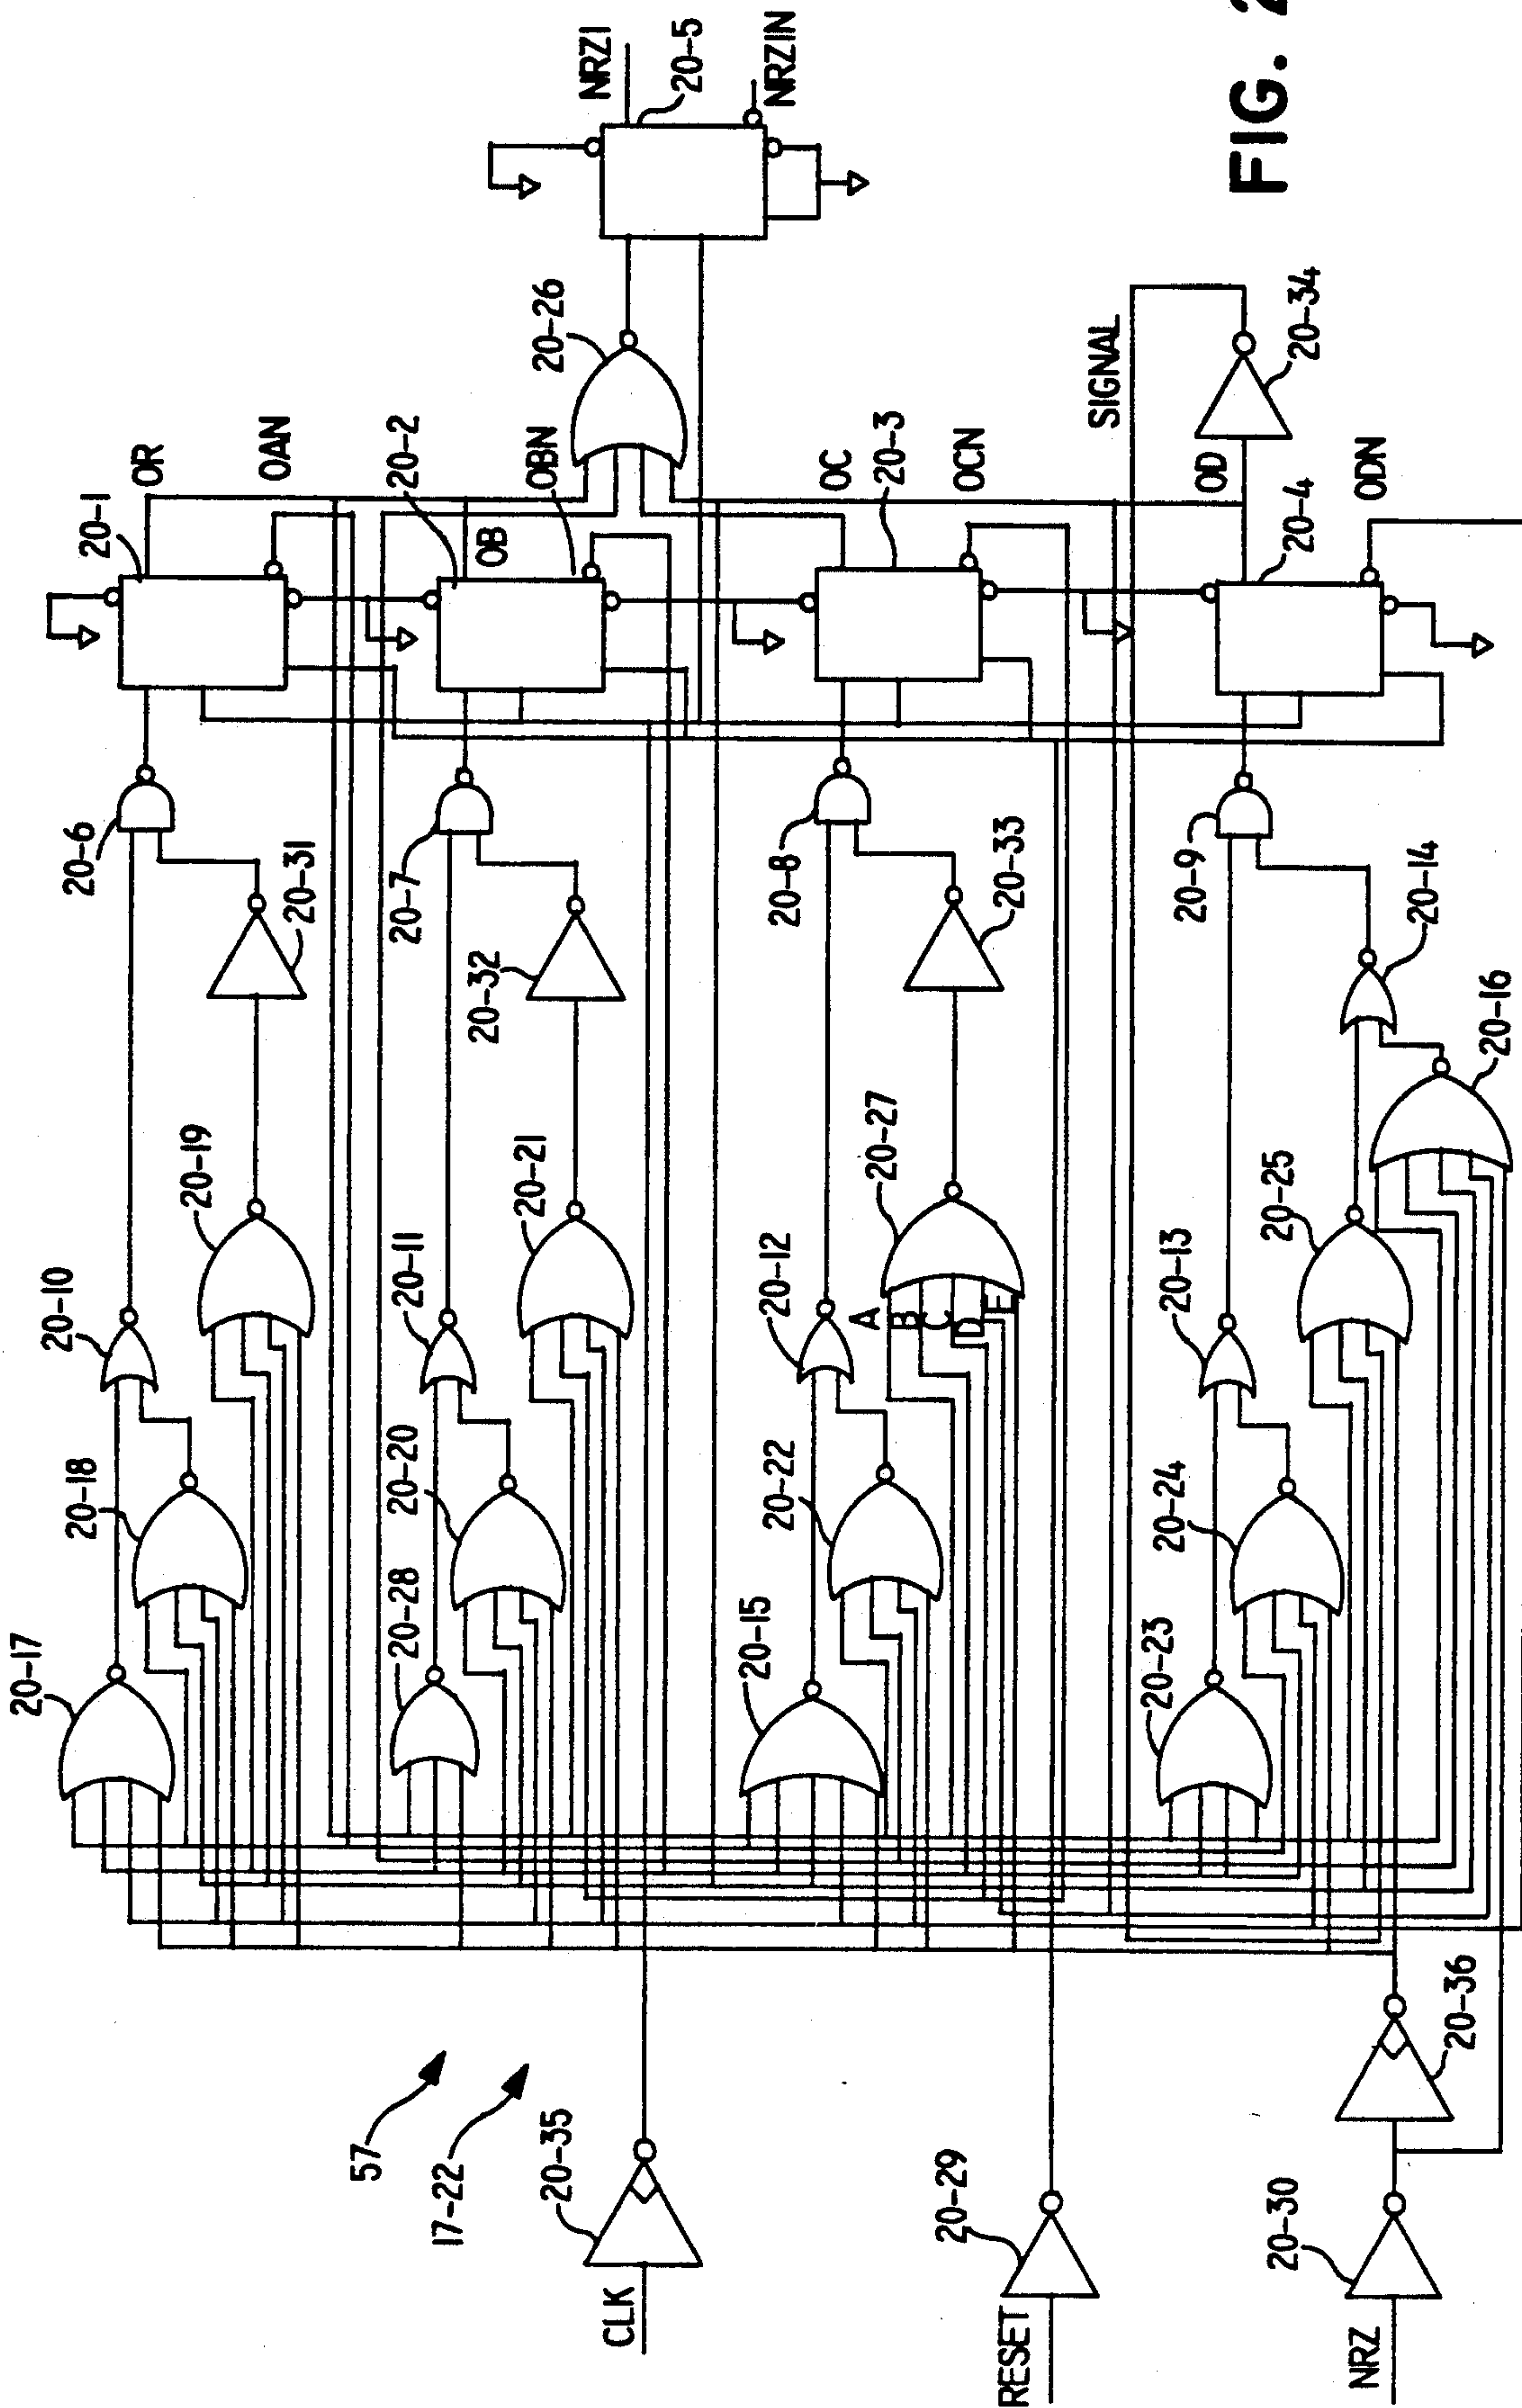 20-17
20-18
20-10
20-19
20-6
20-31
20-1
OR
OAN
20-28
20-20
20-11
20-21
20-32
20-7
20-2
OBN
OB
20-26
NRZI
20-5
NRZIN
57
17-22
20-35
CLK
20-15
20-22
20-12
20-27
A
B
C
D
E
20-8
20-33
OC
20-3
OCN
20-29
RESET
20-23
20-24
20-13
20-25
20-9
20-14
20-16
SIGNAL
OD
20-4
ODN
20-34
20-30
NRZ
20-36
FIG. 2